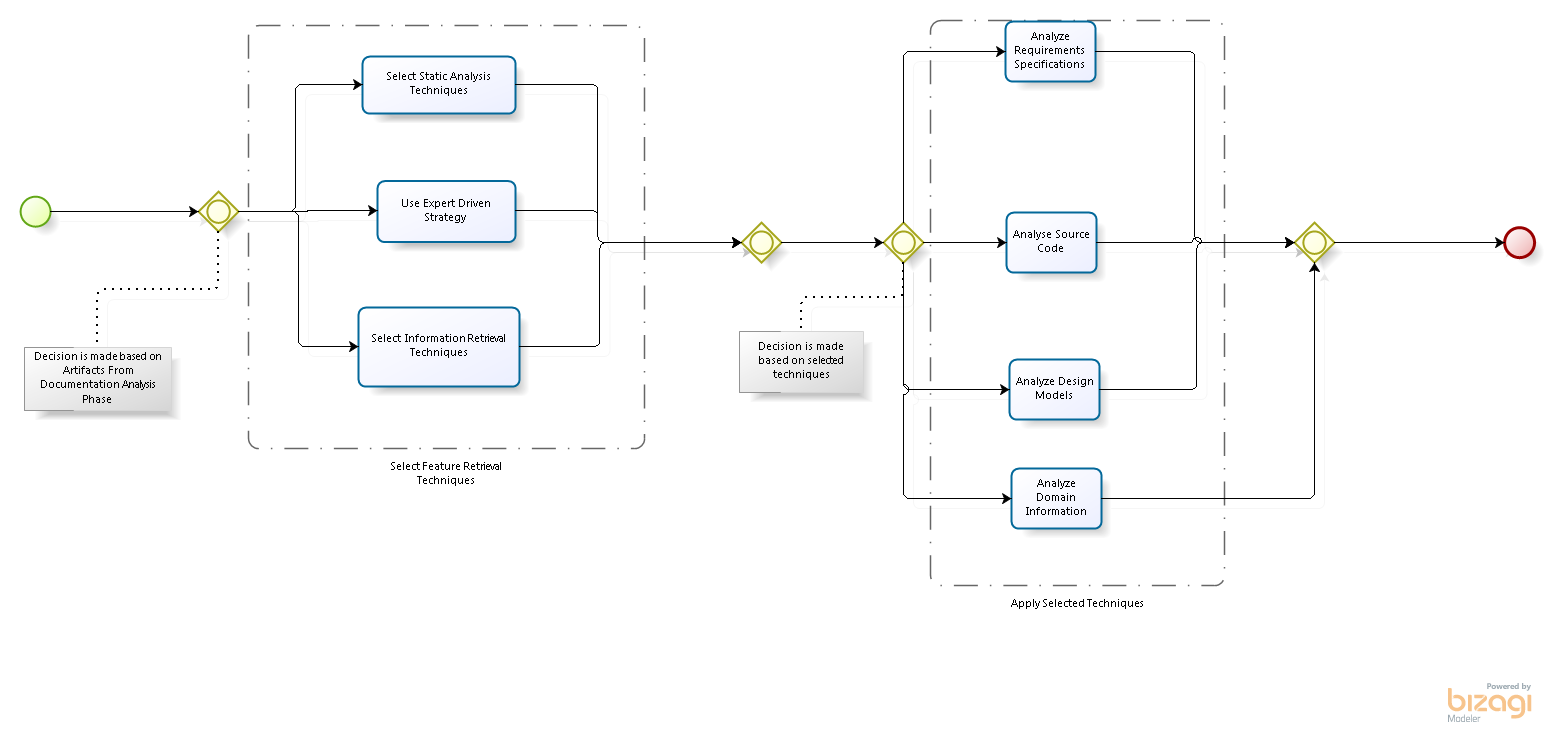 Select Static Analysis
Techniques
Use Expert Driven
Strategy
Select Information Retrieval
Techniques
Decision is made based on
Artifacts From
Documentation Analysis
Phase
Select Feature Retrieval
Techniques
Analyze
Requirements
Specifications
Analyse Source
Code
Decision is made
based on selected
techniques
Analyze Design
Models
Analyze
Domain
Information
Apply Selected Techniques
Powered by
bizagi
Modeler